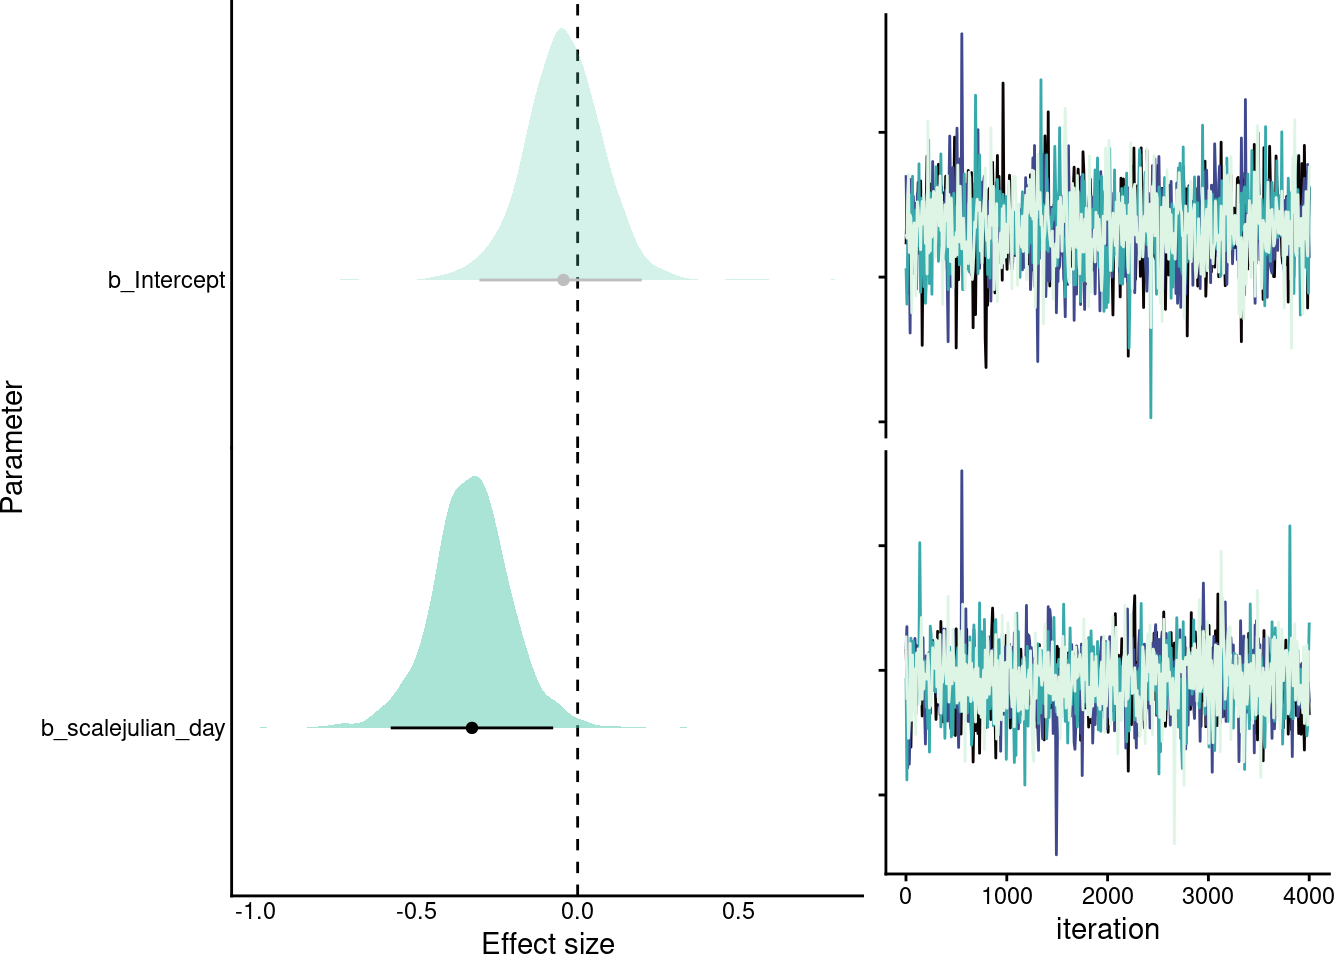 Parameter
b_Intercept
b_scalejulian_day
-1.0 -0.5 0.0 0.5
Effect size
0 1000 2000 3000 4000
iteration